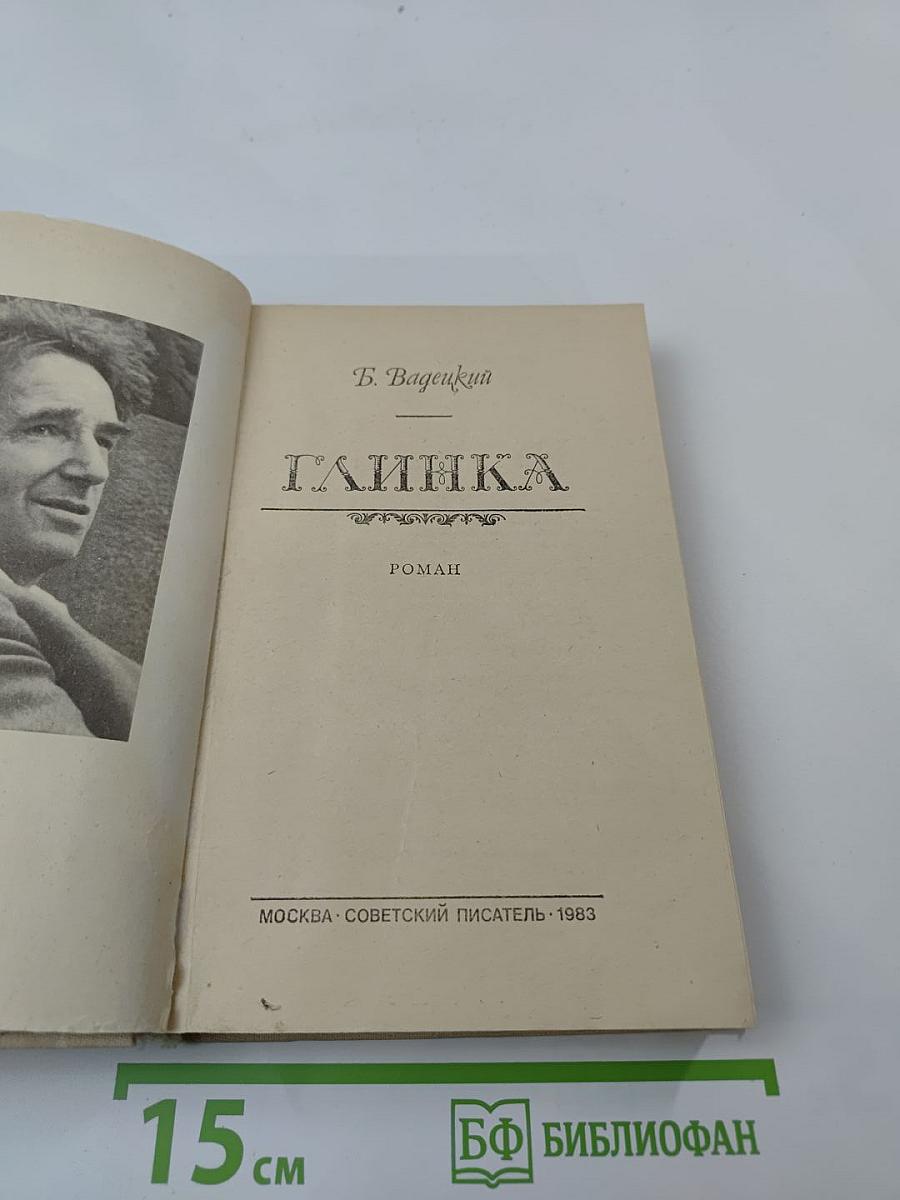 Б. Вадецкий
ГЛИНКА
РОМАН
МОСКВА · СОВЕТСКИЙ ПИСАТЕЛЬ · 1983
15 см
БФ БИБЛИОФАН